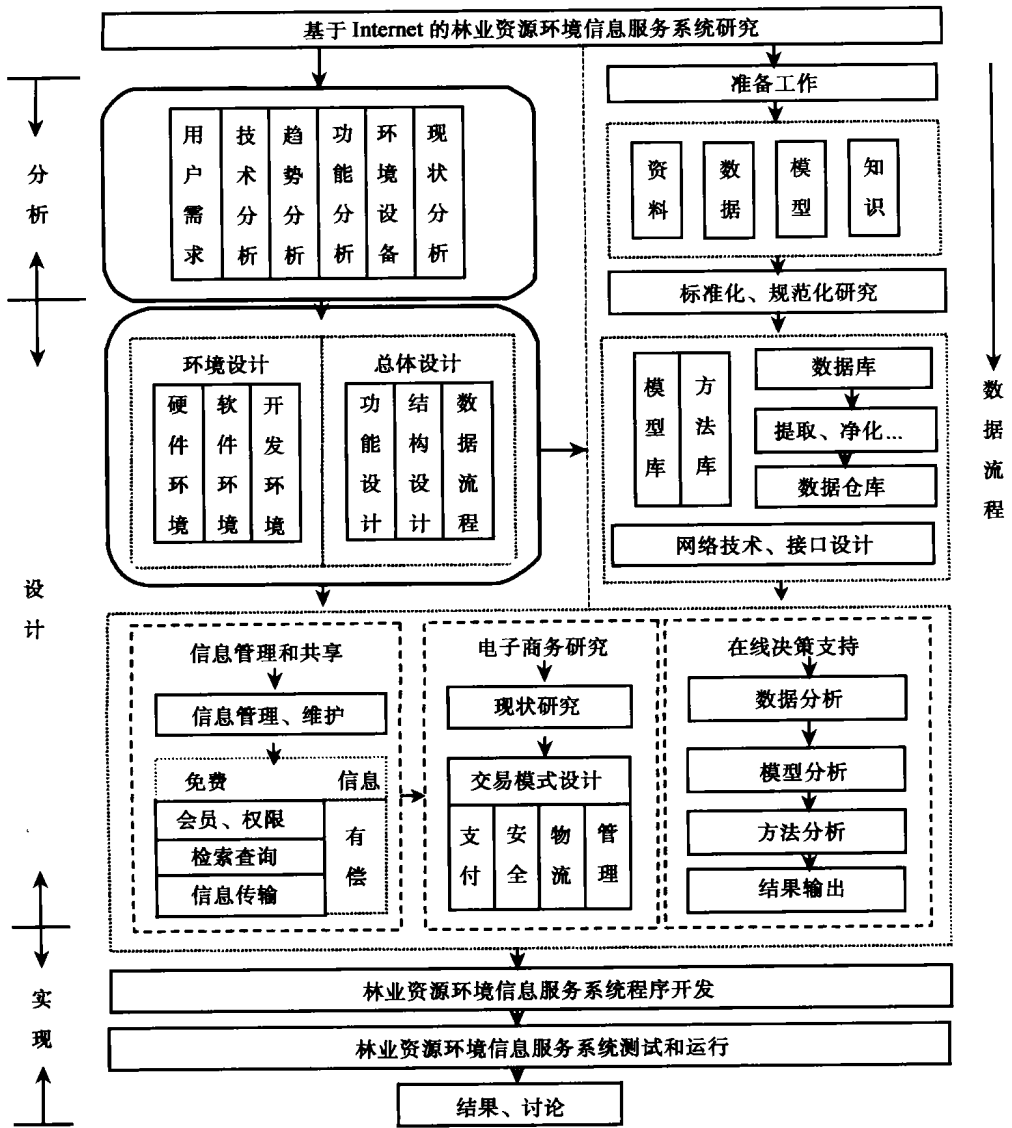 基于 Internet 的林业资源环境信息服务系统研究
分析
设计
实现
用户需求
技术分析
趋势分析
功能分析
环境设备
现状分析
环境设计
硬件环境
软件环境
开发环境
总体设计
功能设计
结构设计
数据流程
准备工作
资料
数据
模型
知识
标准化、规范化研究
模型库
方法库
数据库
提取、净化...
数据仓库
网络技术、接口设计
数据流程
信息管理和共享
信息管理、维护
免费
信息
会员、权限
检索查询
信息传输
有偿
电子商务研究
现状研究
交易模式设计
支付
安全
物流
管理
在线决策支持
数据分析
模型分析
方法分析
结果输出
林业资源环境信息服务系统程序开发
林业资源环境信息服务系统测试和运行
结果、讨论